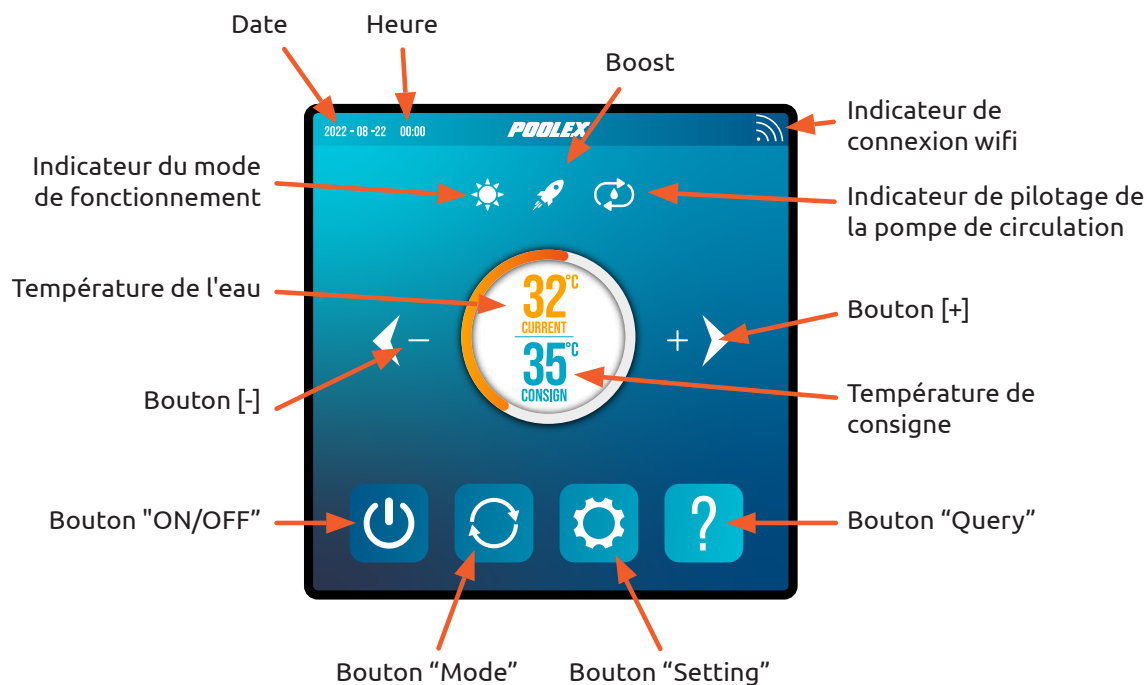 Date
Heure
Boost
Indicateur de
connexion wifi
2022 - 08 -22
00:00
POOLEX
Indicateur du mode
de fonctionnement
Indicateur de pilotage de
la pompe de circulation
Température de l'eau
32°C
CURRENT
35°C
CONSIGN
−
+
Bouton [+]
Bouton [-]
Température de
consigne
Bouton "ON/OFF”
?
Bouton “Query”
Bouton “Mode”
Bouton “Setting”